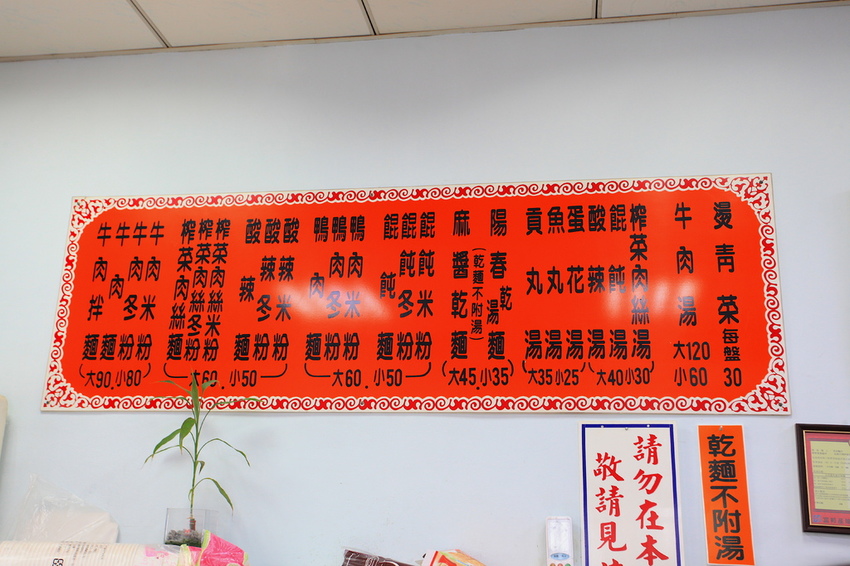 燙青菜每盤30
牛肉湯大120小60
榨菜肉絲湯
餛飩湯
酸辣湯
大40小30
蛋花湯
魚丸湯
貢丸湯
大35小25
陽春乾湯麵
(乾麵不附湯)
麻醬乾麵
大45.小35
餛飩米粉
餛飩冬粉
餛飩麵
鴨肉米粉
鴨肉冬粉
鴨肉麵
大60.小50
酸辣米粉
酸辣冬粉
酸辣麵
榨菜肉絲米粉
榨菜肉絲冬粉
榨菜肉絲麵
大60.小50
牛肉米粉
牛肉冬粉
牛肉麵
牛肉拌麵
大90.小80
請勿在本
敬請見
乾麵不附湯